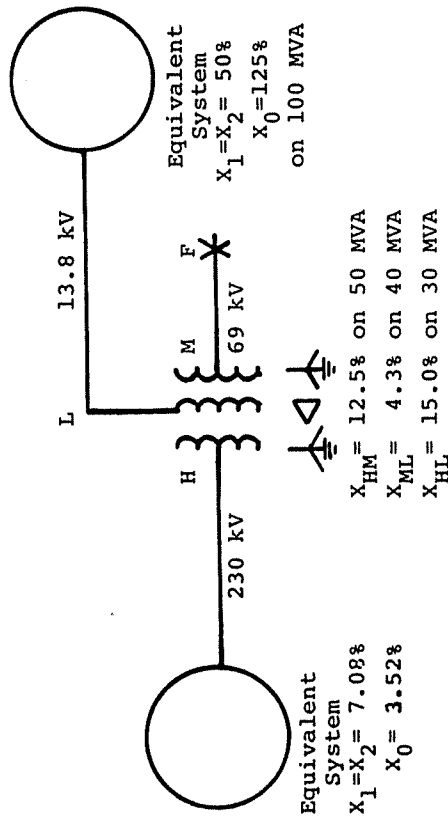 Equivalent
System
X1=X2= 7.08%
X0= 3.52%
230 kV
H
L
M
13.8 kV
69 kV
F
XHM= 12.5% on 50 MVA
XML= 4.3% on 40 MVA
XHL= 15.0% on 30 MVA
Equivalent
System
X1=X2= 50%
X0=125%
on 100 MVA